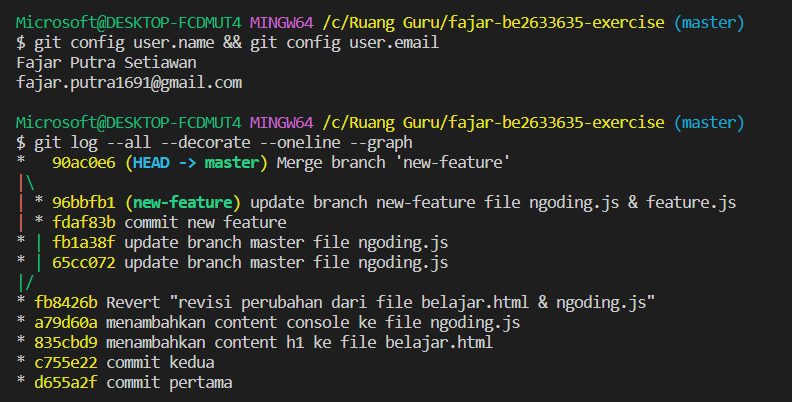 Microsoft@DESKTOP-FCDMUT4 MINGW64 /c/Ruang Guru/fajar-be2633635-exercise (master)
$ git config user.name && git config user.email
Fajar Putra Setiawan
fajar.putra1691@gmail.com
Microsoft@DESKTOP-FCDMUT4 MINGW64 /c/Ruang Guru/fajar-be2633635-exercise (master)
$ git log --all --decorate --oneline --graph
*   90ac0e6 (HEAD -> master) Merge branch 'new-feature'
|\
| * 96bbfb1 (new-feature) update branch new-feature file ngoding.js & feature.js
| * fdaf83b commit new feature
* | fb1a38f update branch master file ngoding.js
* | 65cc072 update branch master file ngoding.js
|/
* fb8426b Revert "revisi perubahan dari file belajar.html & ngoding.js"
* a79d60a menambahkan content console ke file ngoding.js
* 835cbd9 menambahkan content h1 ke file belajar.html
* c755e22 commit kedua
* d655a2f commit pertama